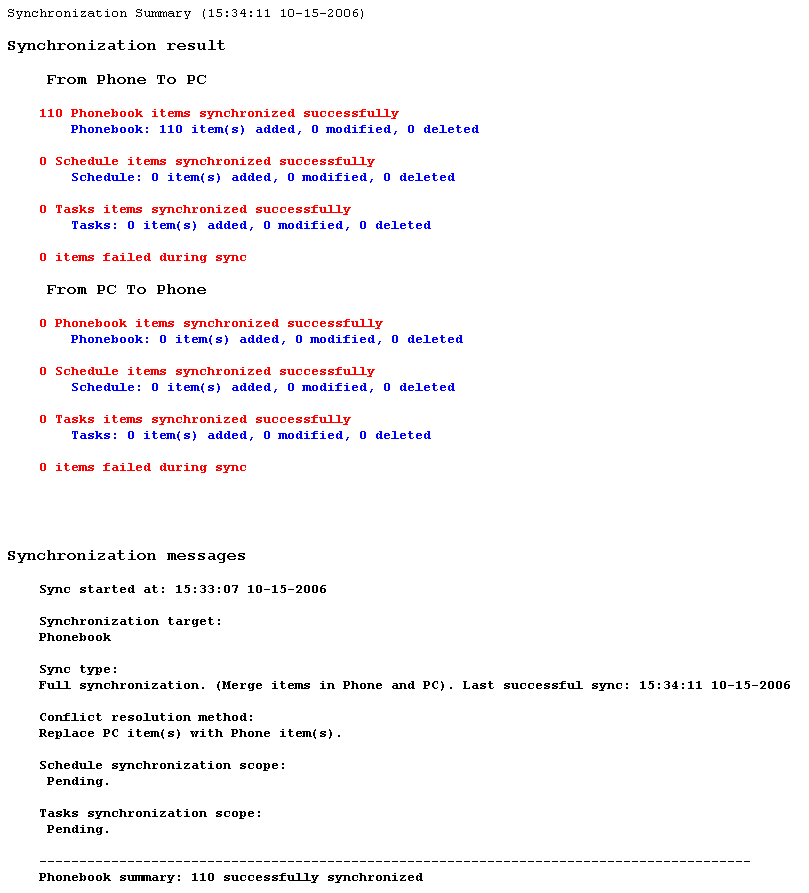 Synchronization Summary (15:34:11 10-15-2006)
Synchronization result
From Phone To PC
110 Phonebook items synchronized successfully
Phonebook: 110 item(s) added, 0 modified, 0 deleted
0 Schedule items synchronized successfully
Schedule: 0 item(s) added, 0 modified, 0 deleted
0 Tasks items synchronized successfully
Tasks: 0 item(s) added, 0 modified, 0 deleted
0 items failed during sync
From PC To Phone
0 Phonebook items synchronized successfully
Phonebook: 0 item(s) added, 0 modified, 0 deleted
0 Schedule items synchronized successfully
Schedule: 0 item(s) added, 0 modified, 0 deleted
0 Tasks items synchronized successfully
Tasks: 0 item(s) added, 0 modified, 0 deleted
0 items failed during sync
Synchronization messages
Sync started at: 15:33:07 10-15-2006
Synchronization target:
Phonebook
Sync type:
Full synchronization. (Merge items in Phone and PC). Last successful sync: 15:34:11 10-15-2006
Conflict resolution method:
Replace PC item(s) with Phone item(s).
Schedule synchronization scope:
Pending.
Tasks synchronization scope:
Pending.
-----------------------------------------------------------------------------------------
Phonebook summary: 110 successfully synchronized